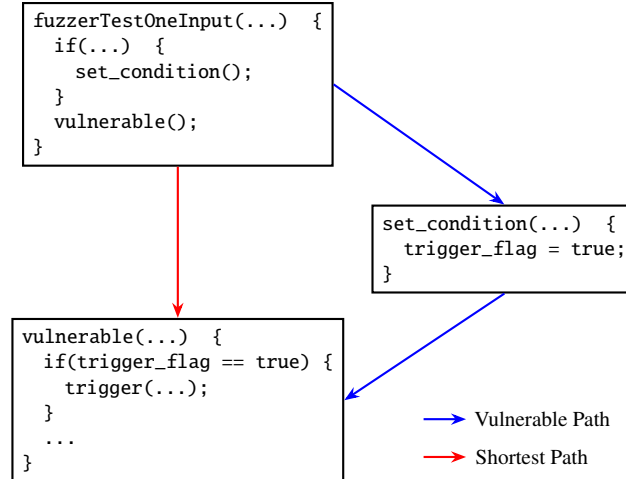 fuzzerTestOneInput(...) {
if(...) {
set_condition();
}
vulnerable();
}
set_condition(...) {
trigger_flag = true;
}
vulnerable(...) {
if(trigger_flag == true) {
trigger(...);
}
...
}
Vulnerable Path
Shortest Path